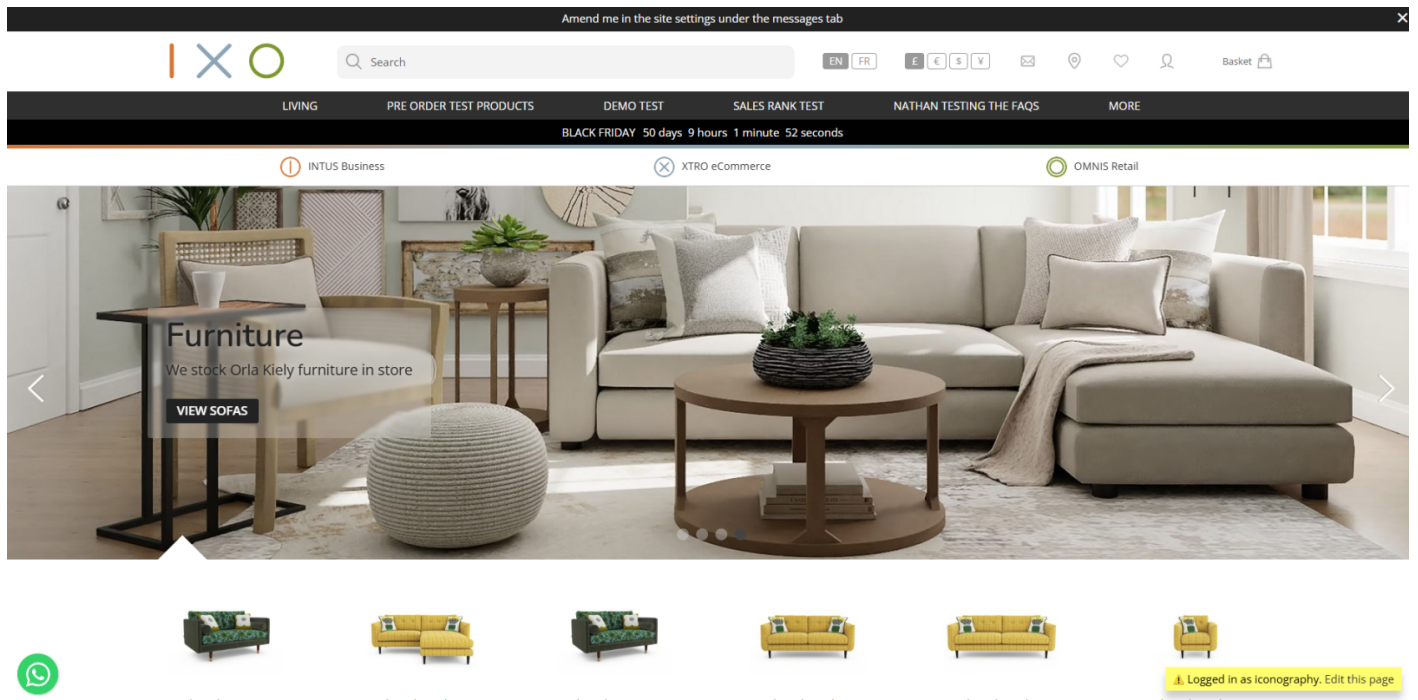 Amend me in the site settings under the messages tab
IXO
Search
EN FR
£ € $ ¥
Basket
LIVING PRE ORDER TEST PRODUCTS DEMO TEST SALES RANK TEST NATHAN TESTING THE FAQS MORE
BLACK FRIDAY 50 days 9 hours 1 minute 52 seconds
INTUS Business XTRO eCommerce OMNIS Retail
Furniture
We stock Orla Kiely furniture in store
VIEW SOFAS
Logged in as iconography. Edit this page